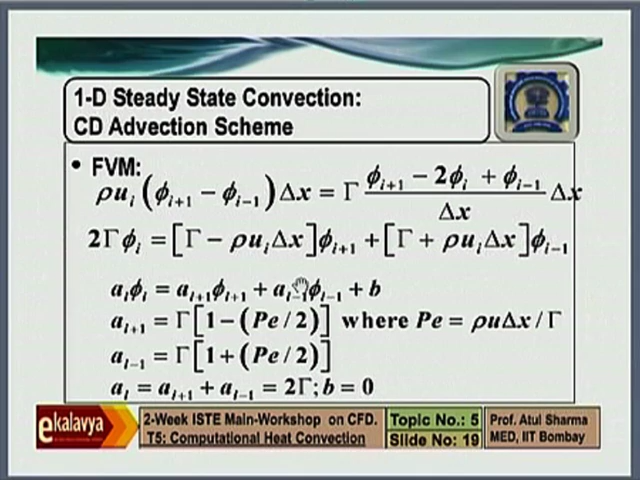 1-D Steady State Convection:
CD Advection Scheme
• FVM:
ρu_i(ϕ_{i+1} − ϕ_{i−1})Δx = Γ (ϕ_{i+1} − 2ϕ_i + ϕ_{i−1})/Δx Δx
2Γϕ_i = [Γ − ρu_iΔx]ϕ_{i+1} + [Γ + ρu_iΔx]ϕ_{i−1}
a_iϕ_i = a_{i+1}ϕ_{i+1} + a_{i−1}ϕ_{i−1} + b
a_{i+1} = Γ[1 − (Pe / 2)] where Pe = ρuΔx / Γ
a_{i−1} = Γ[1 + (Pe / 2)]
a_i = a_{i+1} + a_{i−1} = 2Γ; b = 0
ekalavya
2-Week ISTE Main-Workshop on CFD.
T5: Computational Heat Convection
Topic No.: 5
Slide No.: 19
Prof. Atul Sharma
MED, IIT Bombay